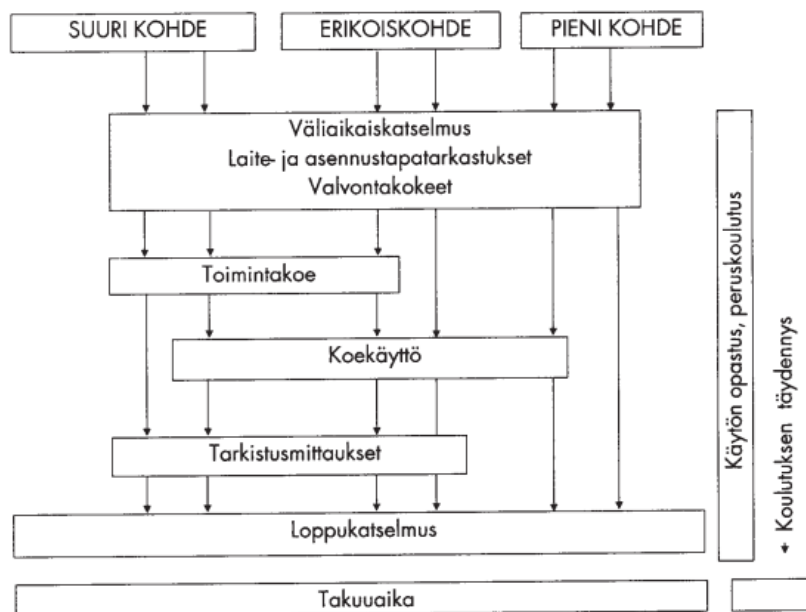 SUURI KOHDE
ERIKOISKOHDE
PIENI KOHDE
Väliaikaiskatselmus
Laite- ja asennustapatarkastukset
Valvontakokeet
Toimintakoe
Koekäyttö
Tarkistusmittaukset
Loppukatselmus
Takuuaika
Käytön opastus, peruskoulutus
Koulutuksen täydennys